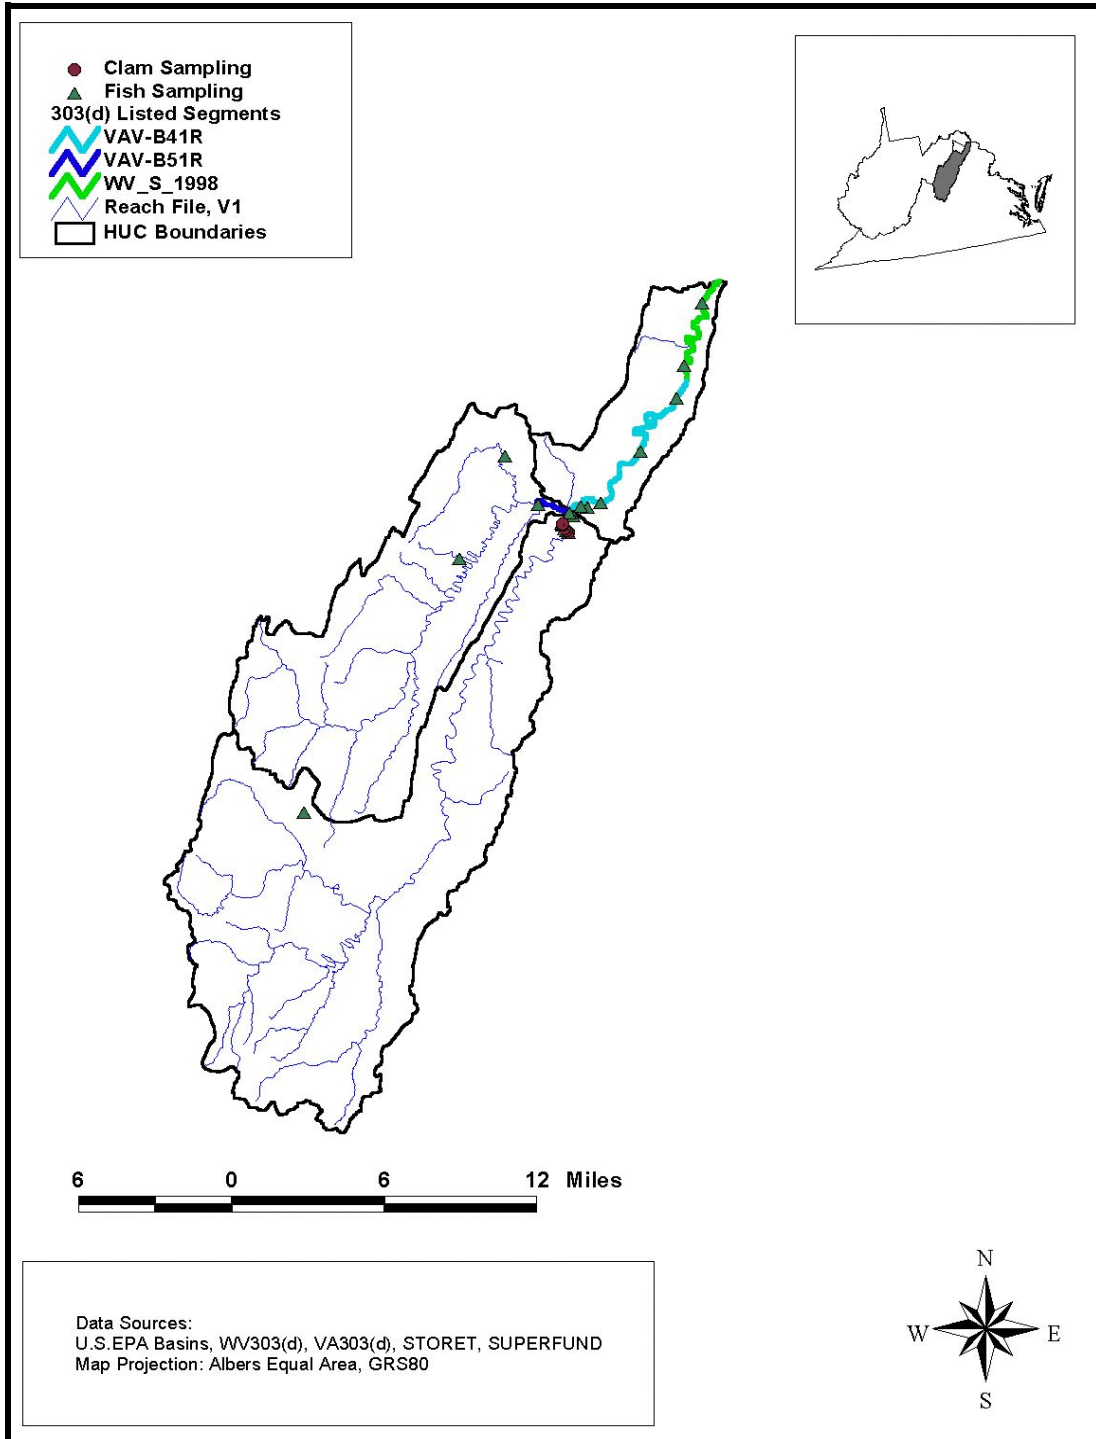 Clam Sampling
Fish Sampling
303(d) Listed Segments
VAV-B41R
VAV-B51R
WV_S_1998
Reach File, V1
HUC Boundaries
6 0 6 12 Miles
Data Sources:
U.S.EPA Basins, WV303(d), VA303(d), STORET, SUPERFUND
Map Projection: Albers Equal Area, GRS80
N
W E
S